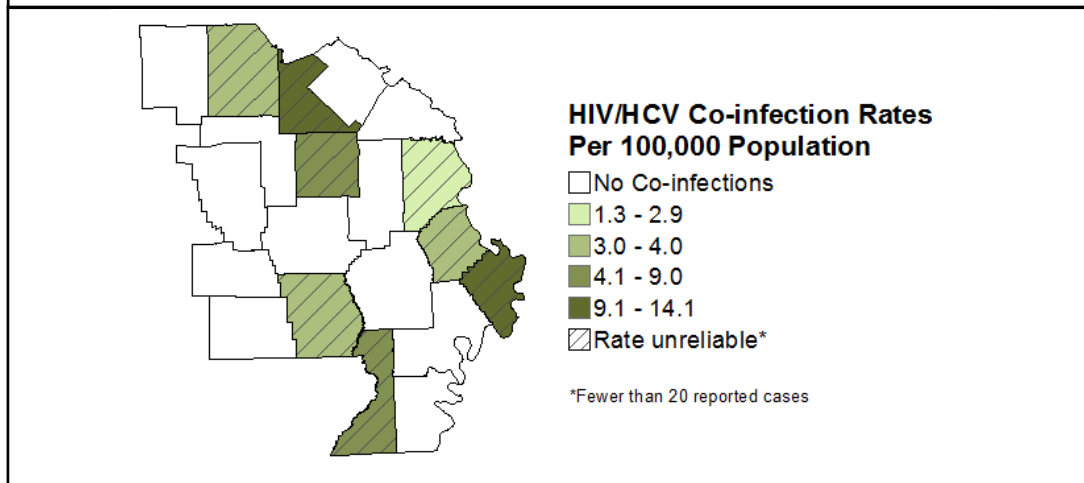 HIV/HCV Co-infection Rates
Per 100,000 Population
No Co-infections
1.3 - 2.9
3.0 - 4.0
4.1 - 9.0
9.1 - 14.1
Rate unreliable*
*Fewer than 20 reported cases